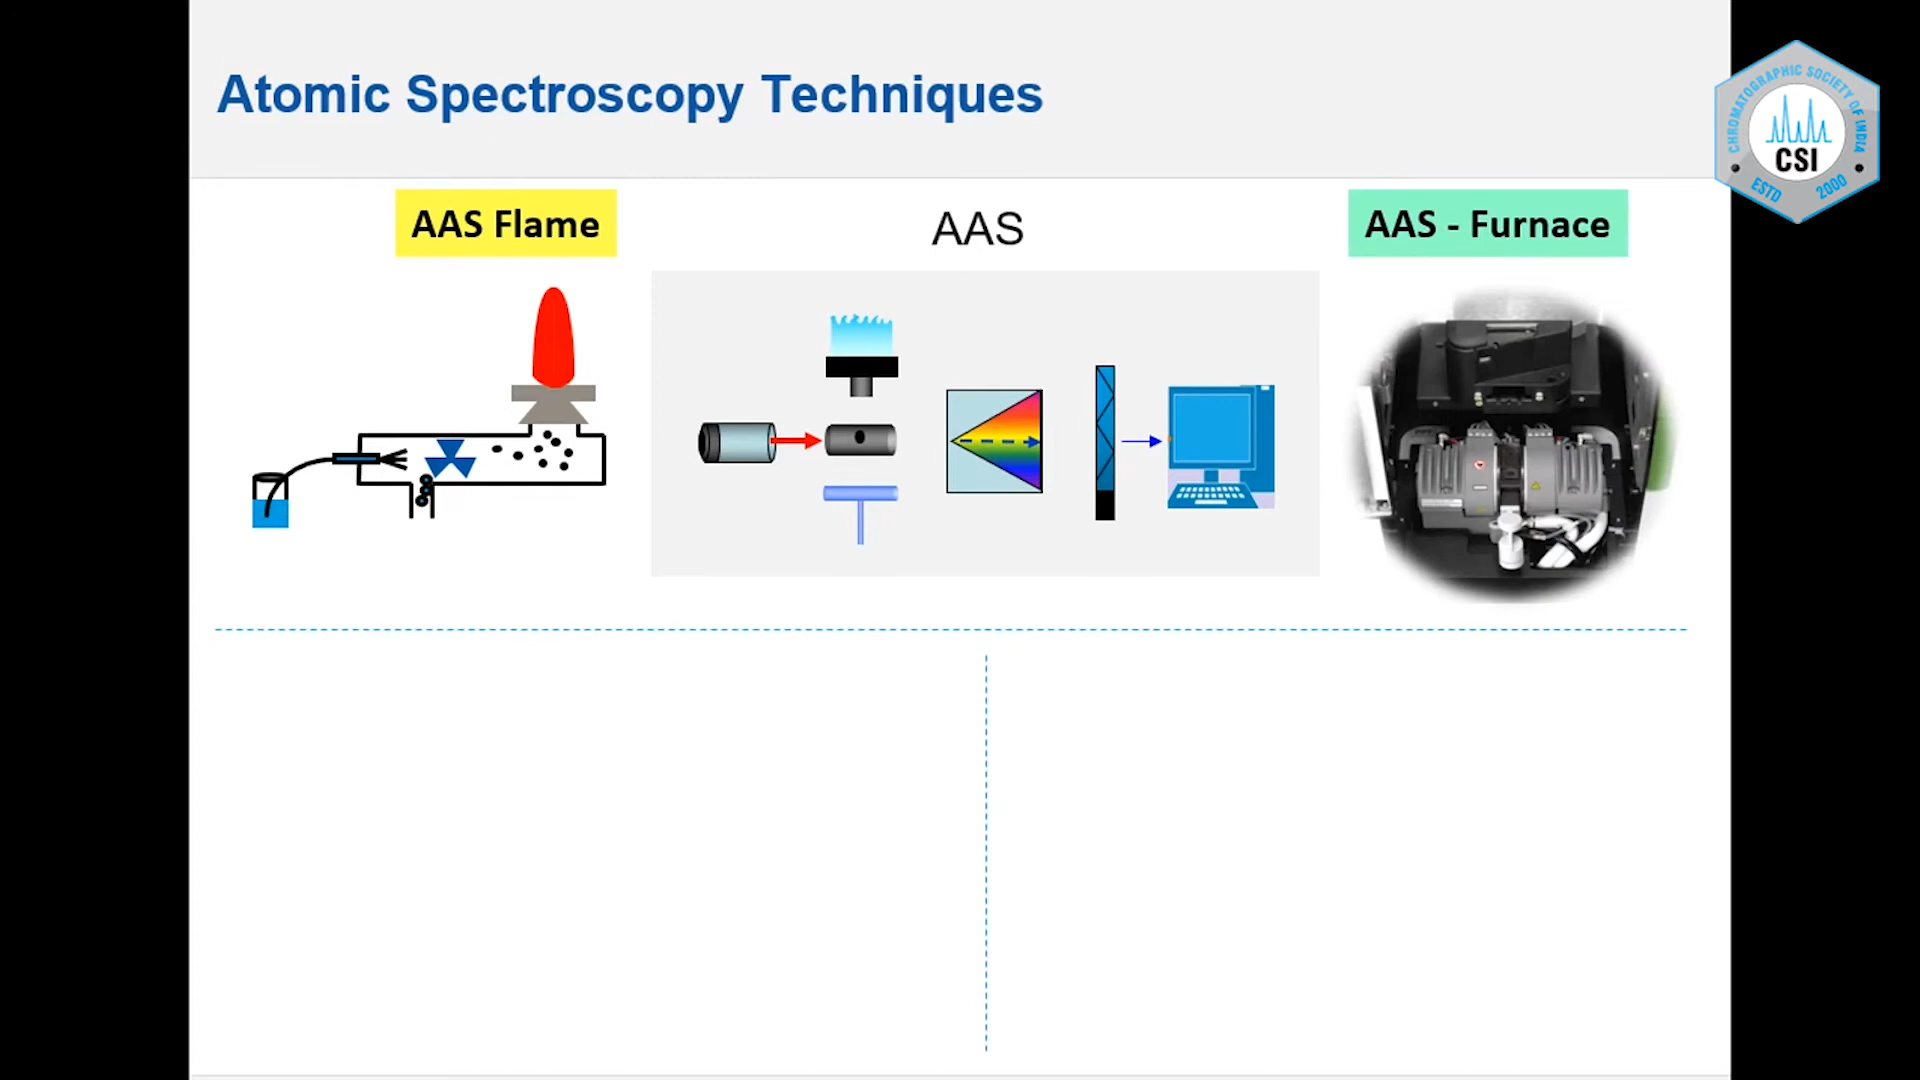 Atomic Spectroscopy Techniques
CHROMATOGRAPHIC SOCIETY OF INDIA
CSI
ESTD 2000
AAS Flame
AAS
AAS - Furnace